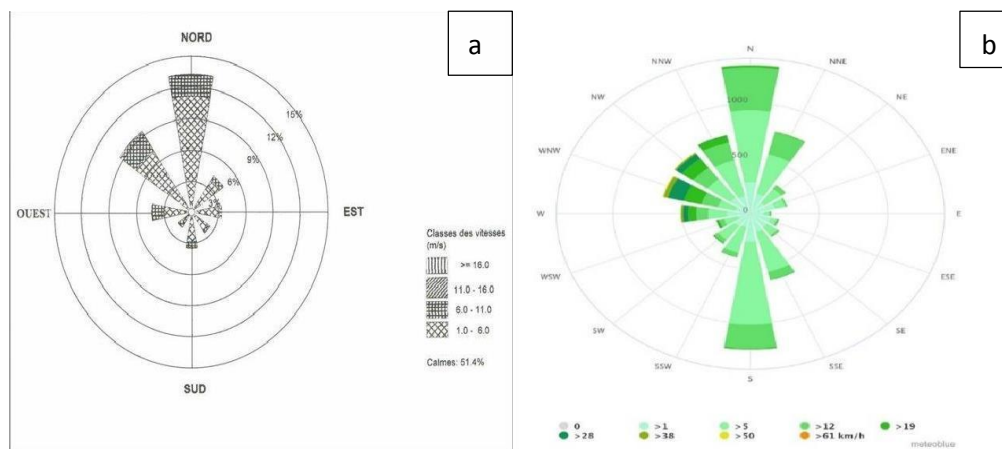 a
NORD
15%
12%
9%
6%
OUEST
EST
Classes des vitesses
(m/s)
>= 16.0
11.0 - 16.0
6.0 - 11.0
1.0 - 6.0
Calmes: 51.4%
SUD
b
N
NNW
NNE
NW
NE
1000
WNW
ENE
500
W
0
E
WSW
ESE
SW
SE
SSW
SSE
S
0
>1
>5
>12
>19
>28
>38
>50
>61 km/h
meteoblue